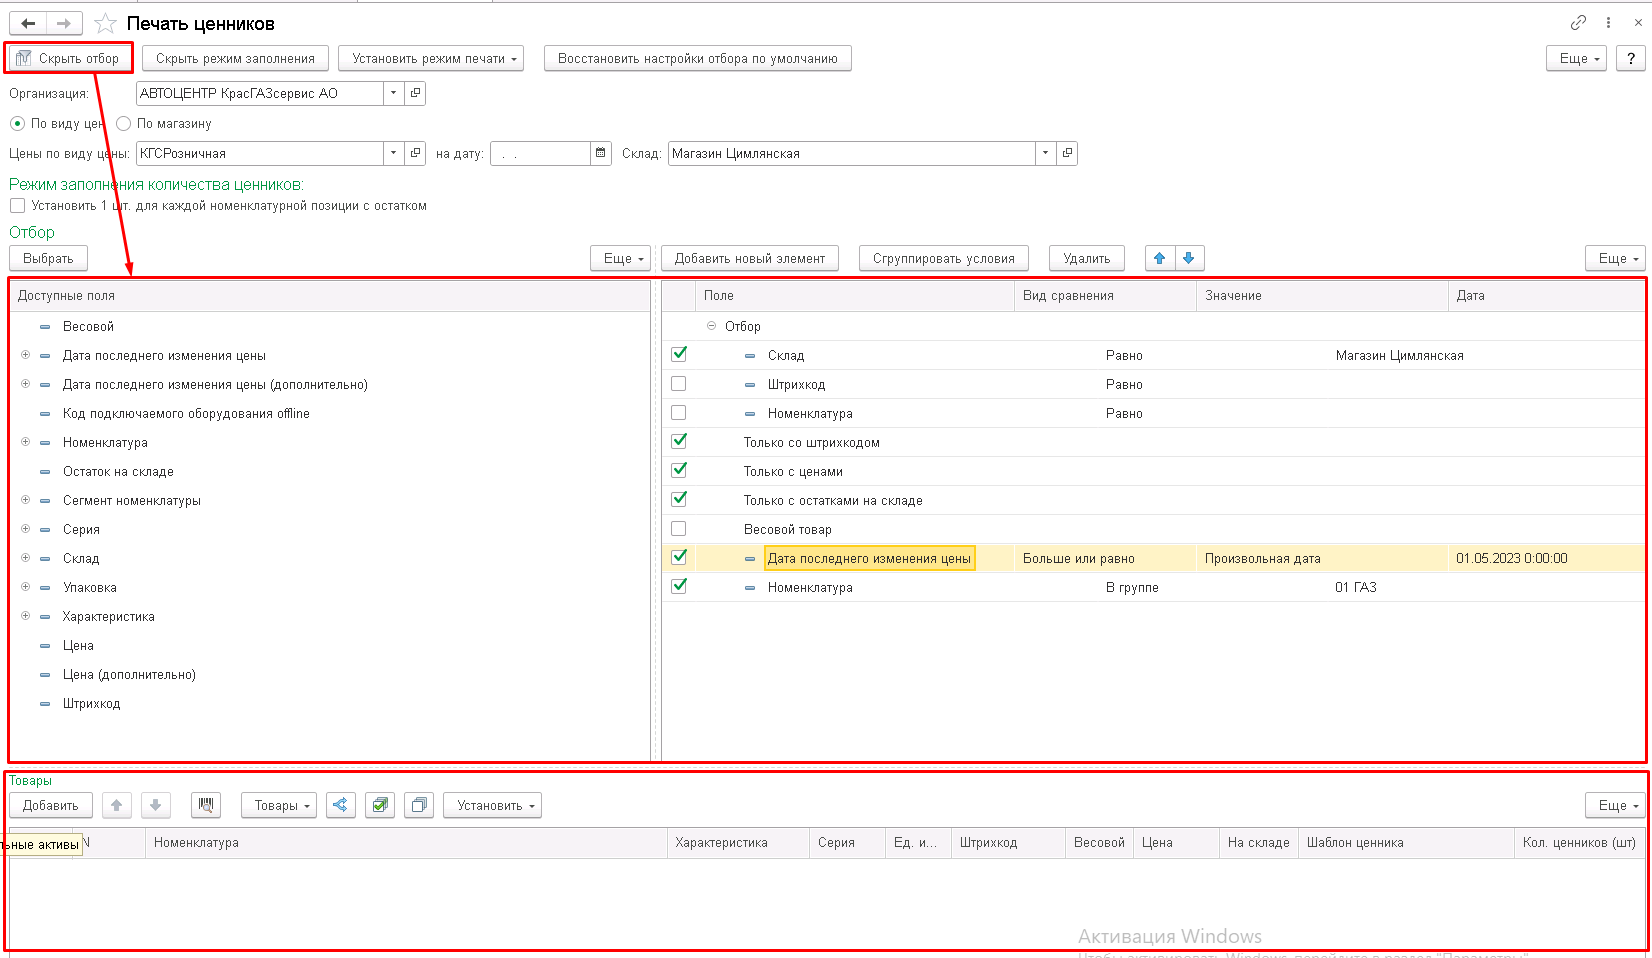 Печать ценников
Скрыть отбор
Скрыть режим заполнения
Установить режим печати
Восстановить настройки отбора по умолчанию
Еще
?
Организация:
АВТОЦЕНТР КрасГАЗсервис АО
По виду цен
По магазину
Цены по виду цены:
КГСРозничная
на дату:
. .
Склад:
Магазин Цимлянская
Режим заполнения количества ценников:
Установить 1 шт. для каждой номенклатурной позиции с остатком
Отбор
Выбрать
Еще
Добавить новый элемент
Сгруппировать условия
Удалить
Еще
Доступные поля
Весовой
Дата последнего изменения цены
Дата последнего изменения цены (дополнительно)
Код подключаемого оборудования offline
Номенклатура
Остаток на складе
Сегмент номенклатуры
Серия
Склад
Упаковка
Характеристика
Цена
Цена (дополнительно)
Штрихкод
Поле Вид сравнения Значение Дата
Отбор
Склад Равно Магазин Цимлянская
Штрихкод Равно
Номенклатура Равно
Только со штрихкодом
Только с ценами
Только с остатками на складе
Весовой товар
Дата последнего изменения цены Больше или равно Произвольная дата 01.05.2023 0:00:00
Номенклатура В группе 01 ГАЗ
Товары
Добавить
Товары
Установить
Еще
N Номенклатура Характеристика Серия Ед. и... Штрихкод Весовой Цена На складе Шаблон ценника Кол. ценников (шт)
активы
Активация Windows
Чтобы активировать Windows, перейдите в раздел "Параметры".